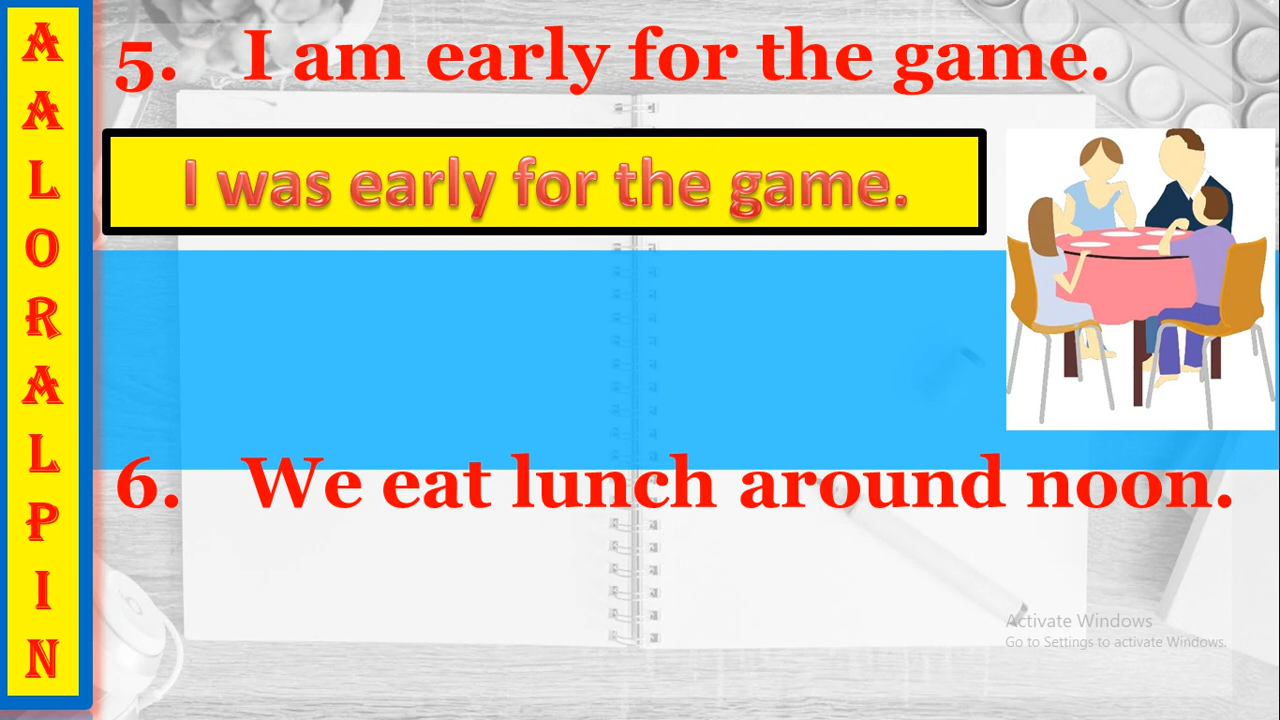 AALORALPIN
5. I am early for the game.
I was early for the game.
6. We eat lunch around noon.
Activate Windows
Go to Settings to activate Windows.